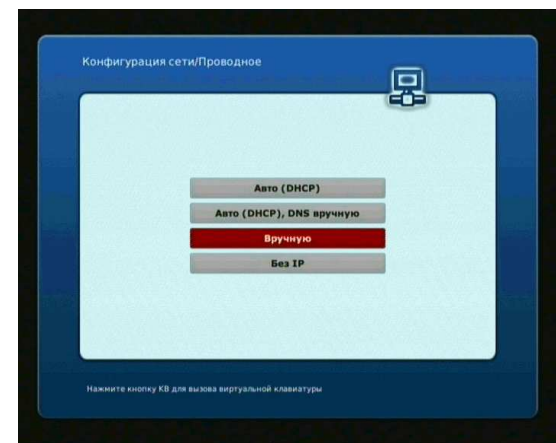 Конфигурация сети/Проводное
Авто (DHCP)
Авто (DHCP), DNS вручную
Вручную
Без IP
Нажмите кнопку КВ для вызова виртуальной клавиатуры